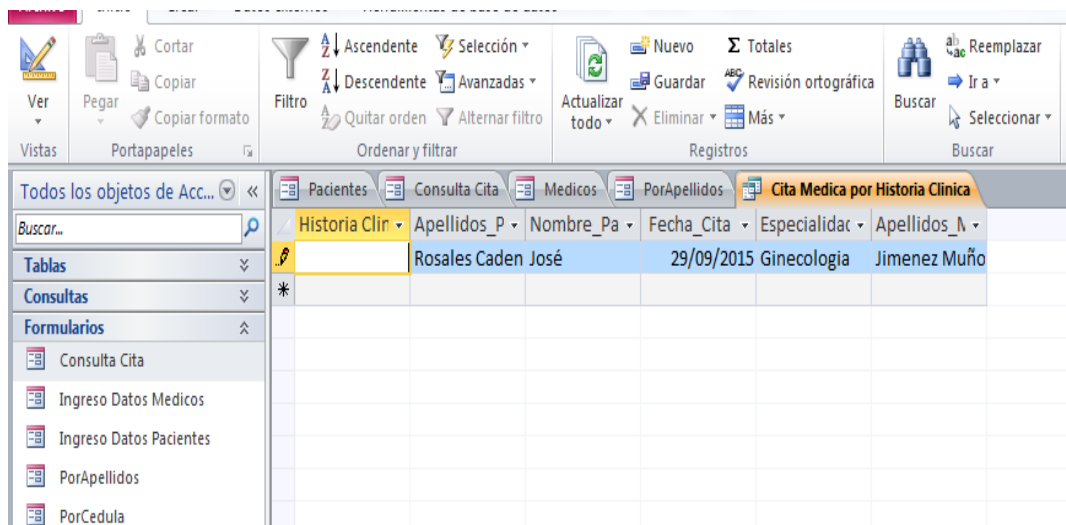 Cortar
Copiar
Copiar formato
Ver
Pegar
Vistas
Portapapeles
Ascendente
Descendente
Quitar orden
Filtro
Selección
Avanzadas
Alternar filtro
Ordenar y filtrar
Actualizar
todo
Nuevo
Guardar
Eliminar
Totales
Revisión ortográfica
Más
Registros
Buscar
Reemplazar
Ir a
Seleccionar
Buscar
Todos los objetos de Acc...
Buscar...
Tablas
Consultas
Formularios
Consulta Cita
Ingreso Datos Medicos
Ingreso Datos Pacientes
PorApellidos
PorCedula
Pacientes Consulta Cita Medicos PorApellidos Cita Medica por Historia Clinica
Historia Clin Apellidos_P Nombre_Pa Fecha_Cita Especialidad Apellidos_M
Rosales Caden José 29/09/2015 Ginecologia Jimenez Muño